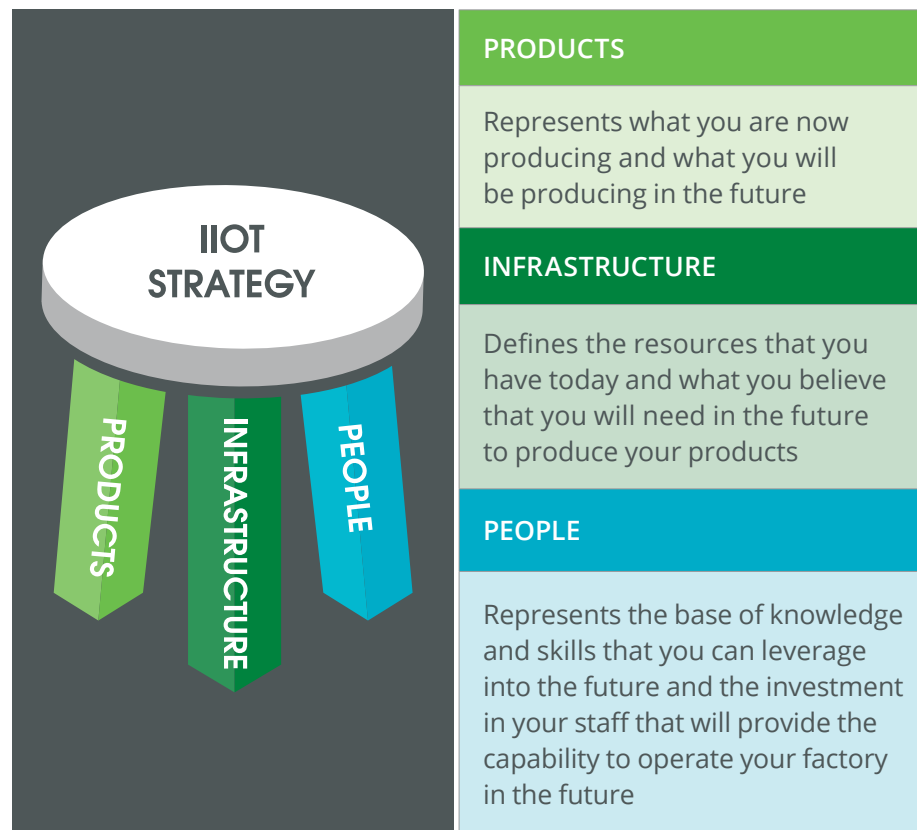 IIOT
STRATEGY
PRODUCTS
INFRASTRUCTURE
PEOPLE
PRODUCTS
Represents what you are now
producing and what you will
be producing in the future
INFRASTRUCTURE
Defines the resources that you
have today and what you believe
that you will need in the future
to produce your products
PEOPLE
Represents the base of knowledge
and skills that you can leverage
into the future and the investment
in your staff that will provide the
capability to operate your factory
in the future